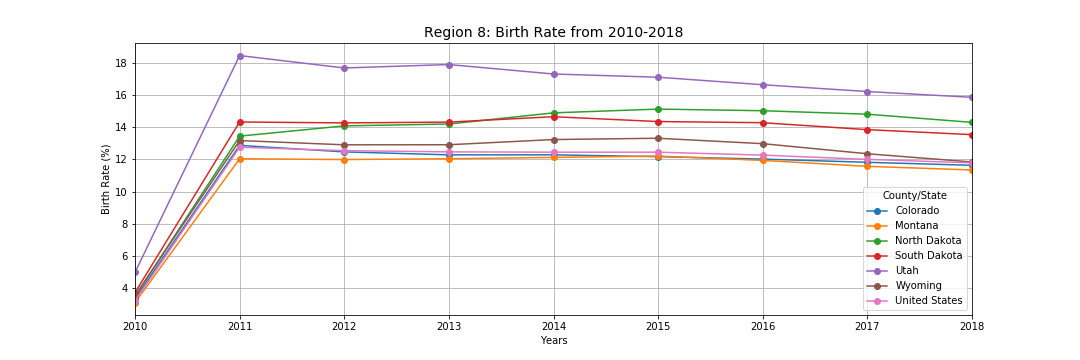 Region 8: Birth Rate from 2010-2018
Birth Rate (%)
18
16
14
12
10
8
6
4
2010 2011 2012 2013 2014 2015 2016 2017 2018
Years
County/State
Colorado
Montana
North Dakota
South Dakota
Utah
Wyoming
United States